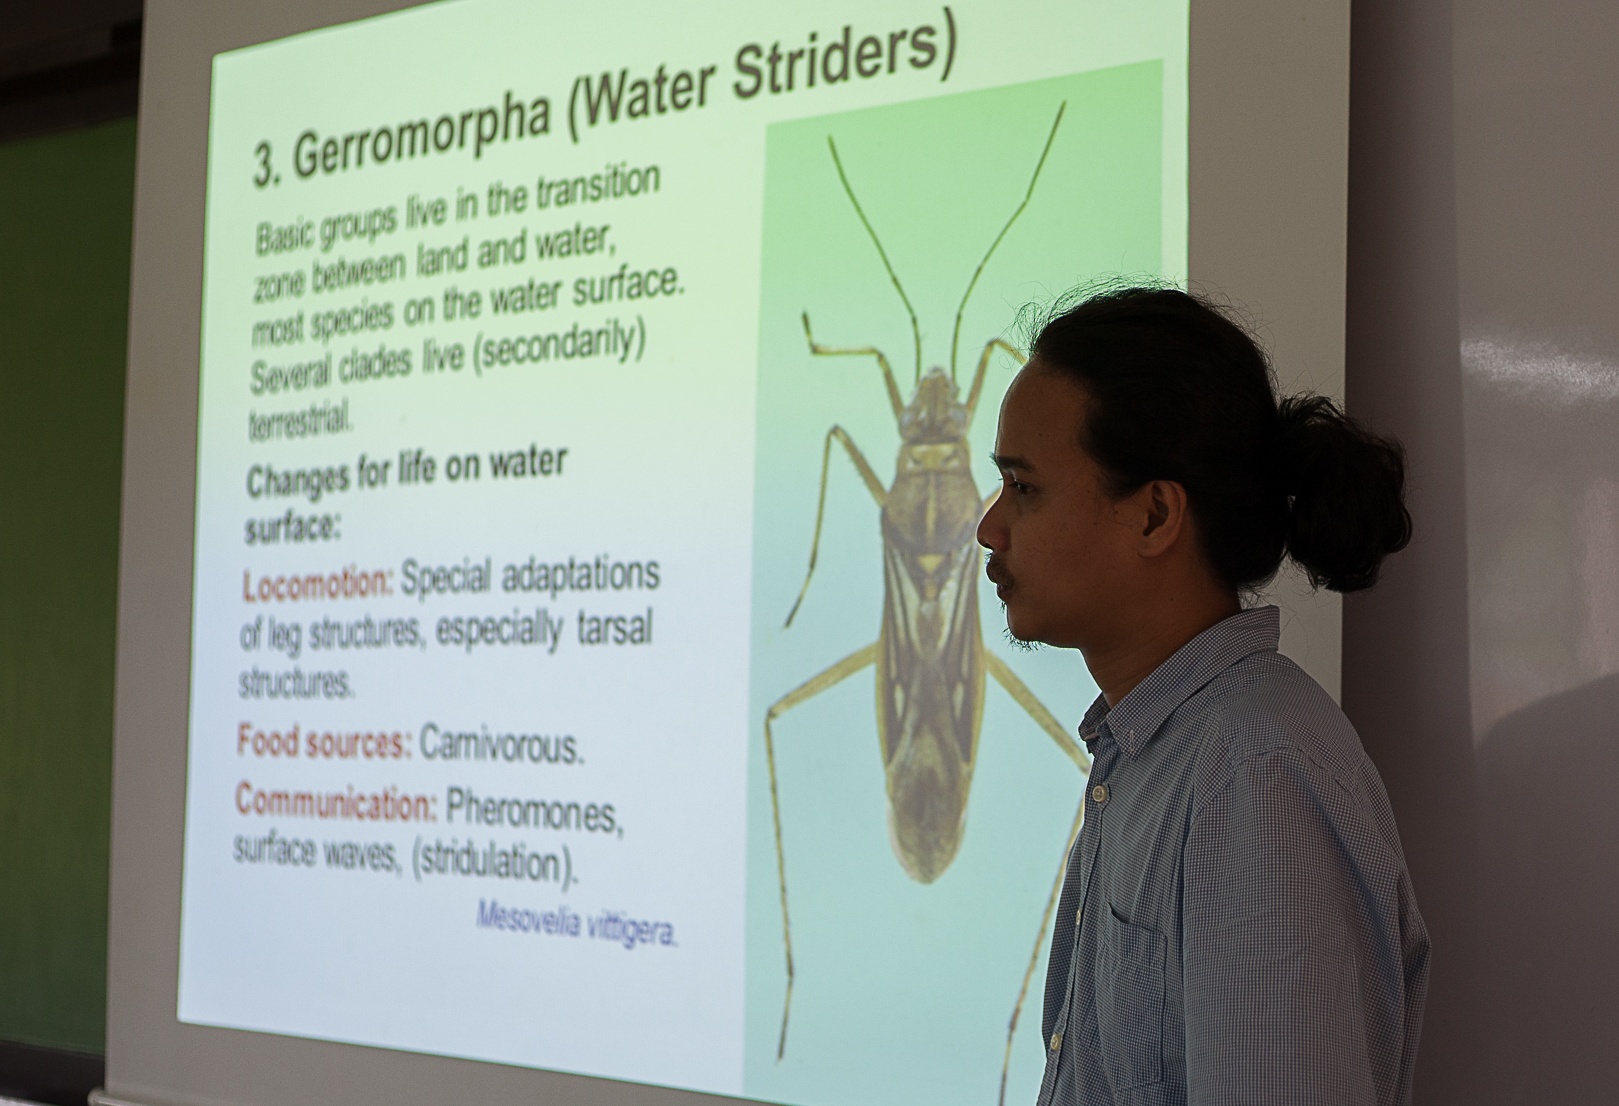 3. Gerromorpha (Water Striders)
Basic groups live in the transition
zone between land and water,
most species on the water surface.
Several clades live (secondarily)
terrestrial.
Changes for life on water
surface:
Locomotion: Special adaptations
of leg structures, especially tarsal
structures.
Food sources: Carnivorous.
Communication: Pheromones,
surface waves, (stridulation).
Mesovelia vittigera.